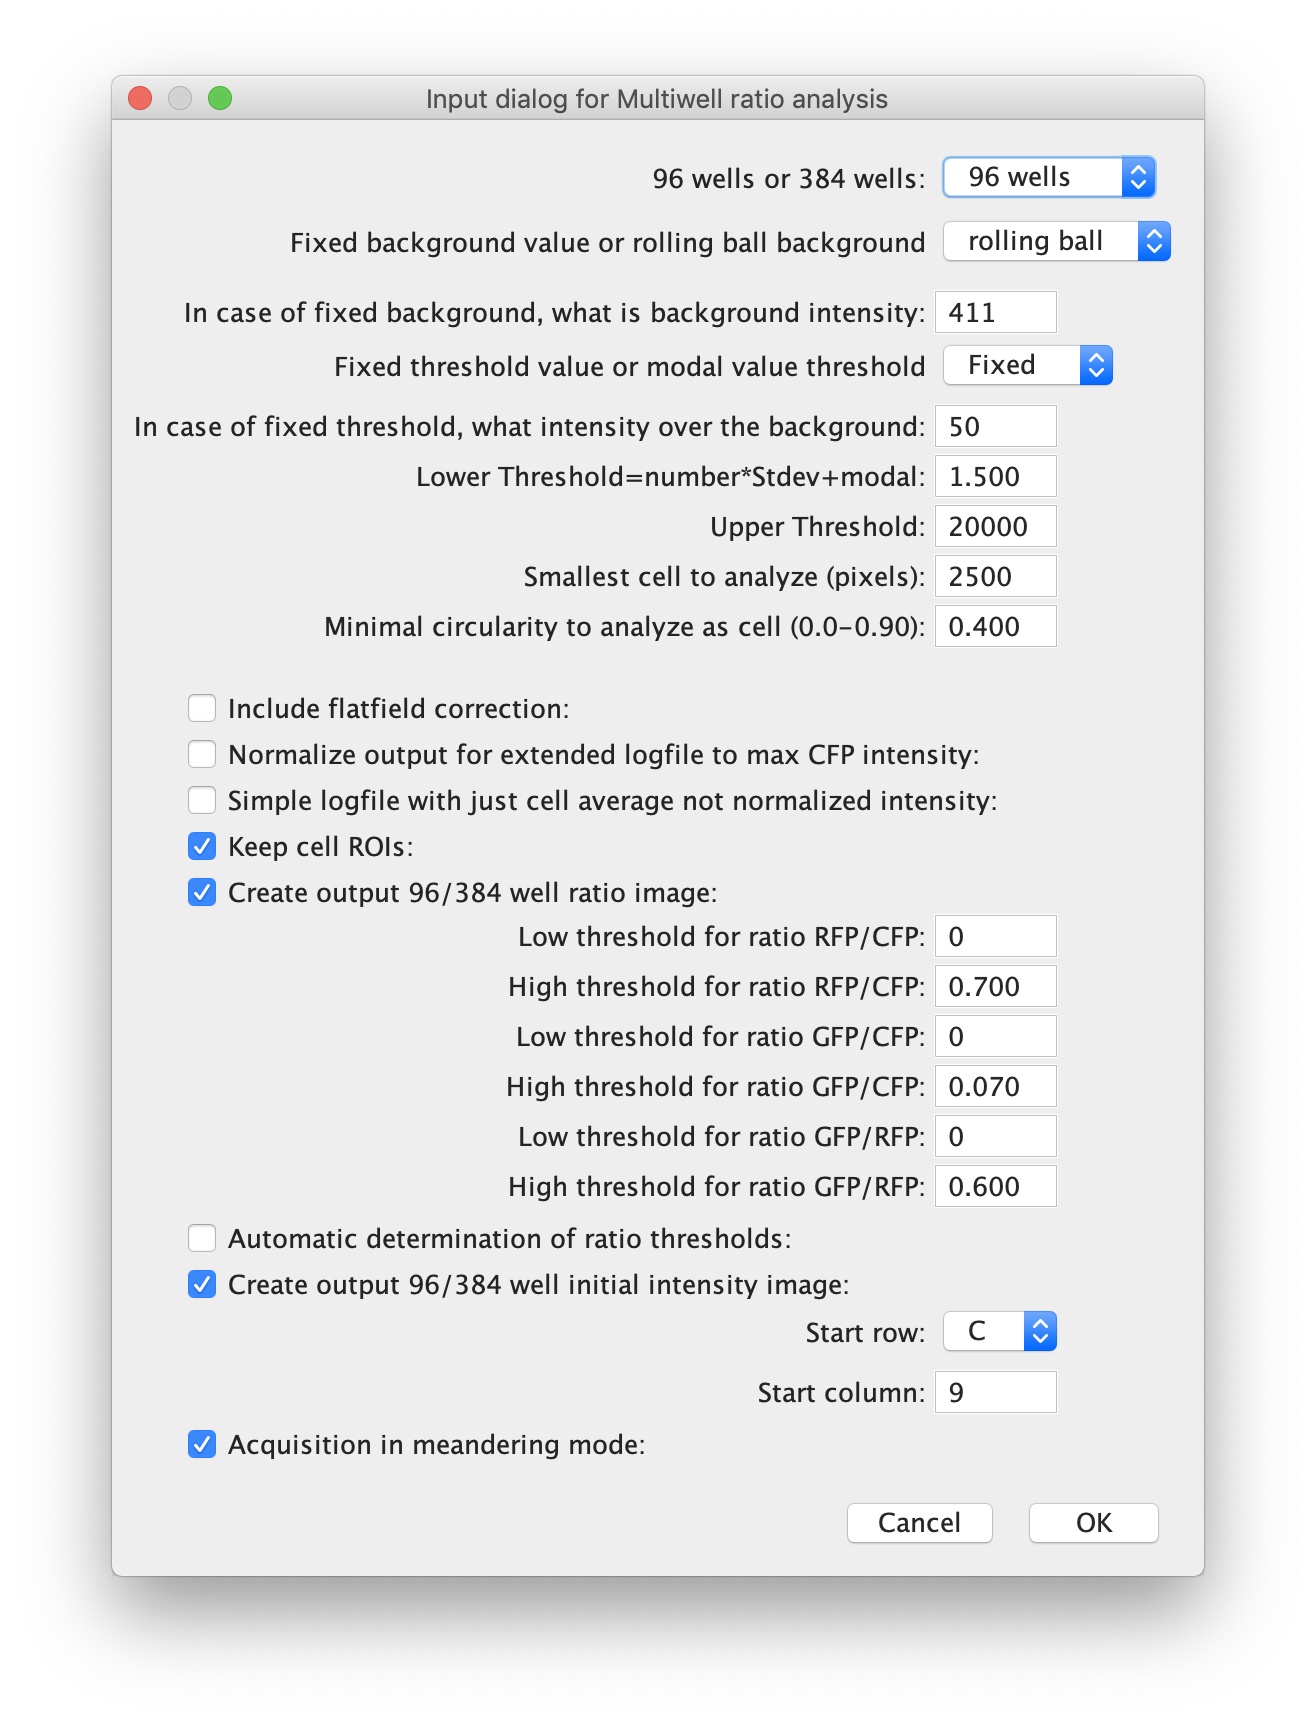 Input dialog for Multiwell ratio analysis
96 wells or 384 wells: 96 wells
Fixed background value or rolling ball background rolling ball
In case of fixed background, what is background intensity: 411
Fixed threshold value or modal value threshold Fixed
In case of fixed threshold, what intensity over the background: 50
Lower Threshold=number*Stdev+modal: 1.500
Upper Threshold: 20000
Smallest cell to analyze (pixels): 2500
Minimal circularity to analyze as cell (0.0-0.90): 0.400
Include flatfield correction:
Normalize output for extended logfile to max CFP intensity:
Simple logfile with just cell average not normalized intensity:
Keep cell ROIs:
Create output 96/384 well ratio image:
Low threshold for ratio RFP/CFP: 0
High threshold for ratio RFP/CFP: 0.700
Low threshold for ratio GFP/CFP: 0
High threshold for ratio GFP/CFP: 0.070
Low threshold for ratio GFP/RFP: 0
High threshold for ratio GFP/RFP: 0.600
Automatic determination of ratio thresholds:
Create output 96/384 well initial intensity image:
Start row: C
Start column: 9
Acquisition in meandering mode:
Cancel OK